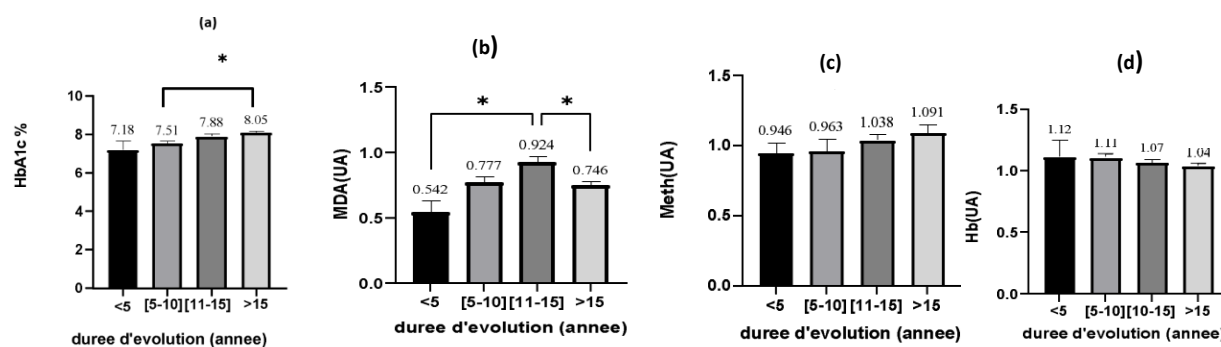 (a)
*
HbA1c %
10
8
6
4
2
0
7.18
7.51
7.88
8.05
<5 [5-10] [11-15] >15
duree d'evolution (annee)
(b)
* *
MDA(UA)
1.5
1.0
0.5
0.0
0.542
0.777
0.924
0.746
<5 [5-10] [11-15] >15
duree d'evolution (annee)
(c)
Meth(UA)
1.5
1.0
0.5
0.0
0.946
0.963
1.038
1.091
<5 [5-10] [11-15] >15
duree d'evolution (annee)
(d)
Hb(UA)
1.5
1.0
0.5
0.0
1.12
1.11
1.07
1.04
<5 [5-10] [10-15] >15
duree d'evolution (annee)